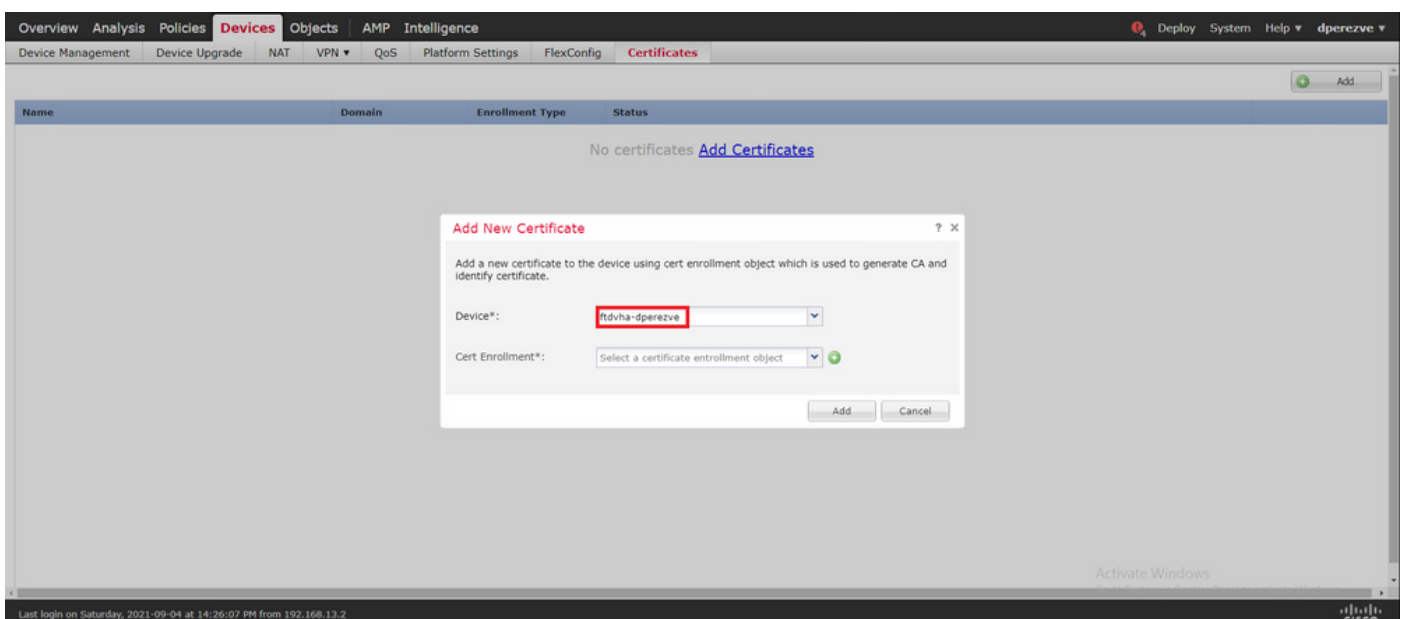 Overview Analysis Policies Devices Objects AMP Intelligence Deploy System Help dperezve
Device Management Device Upgrade NAT VPN QoS Platform Settings FlexConfig Certificates
Add
Name Domain Enrollment Type Status
No certificates Add Certificates
Add New Certificate ? X
Add a new certificate to the device using cert enrollment object which is used to generate CA and
identify certificate.
Device*: ftdvha-dperezve
Cert Enrollment*: Select a certificate entrollment object
Add Cancel
Activate Windows
Last login on Saturday, 2021-09-04 at 14:26:07 PM from 192.168.13.2
CISCO